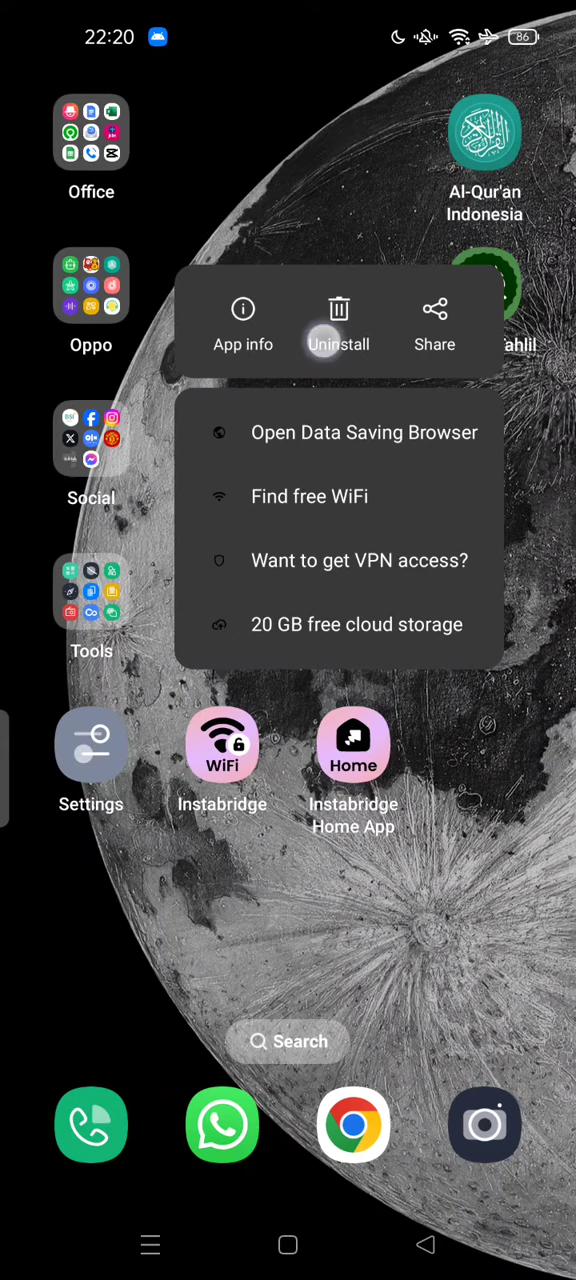 22:20
86
Office
Al-Qur'an
Indonesia
Oppo
ahlil
App info
Uninstall
Share
Open Data Saving Browser
Find free WiFi
Want to get VPN access?
20 GB free cloud storage
Social
Tools
WiFi
Home
Settings
Instabridge
Instabridge
Home App
Search